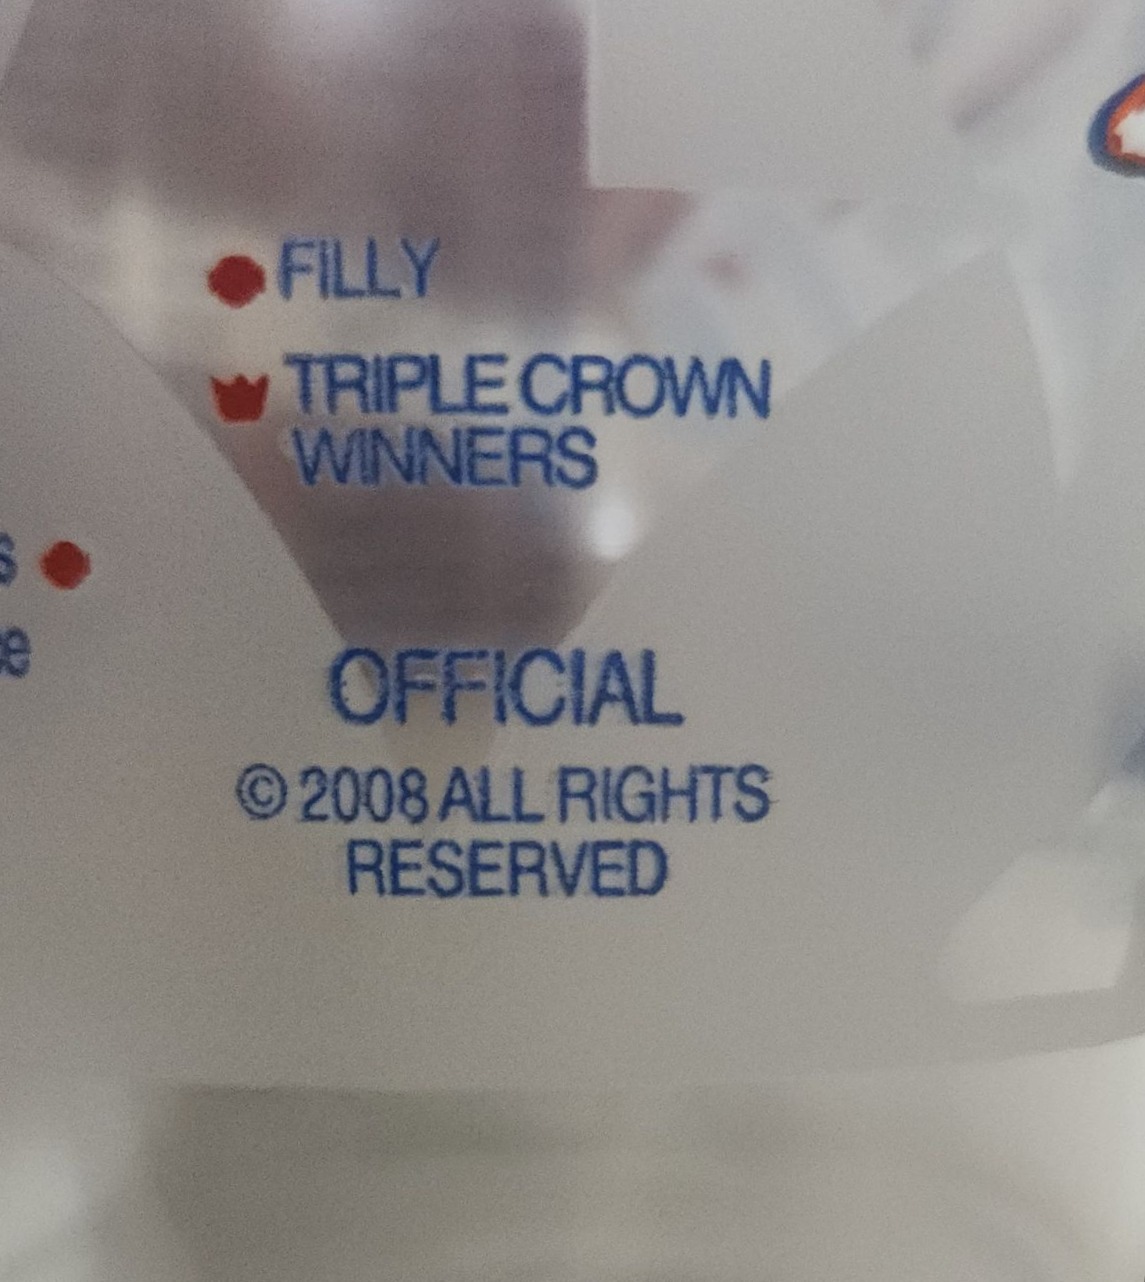 FILLY
TRIPLE CROWN
WINNERS
OFFICIAL
© 2008 ALL RIGHTS
RESERVED